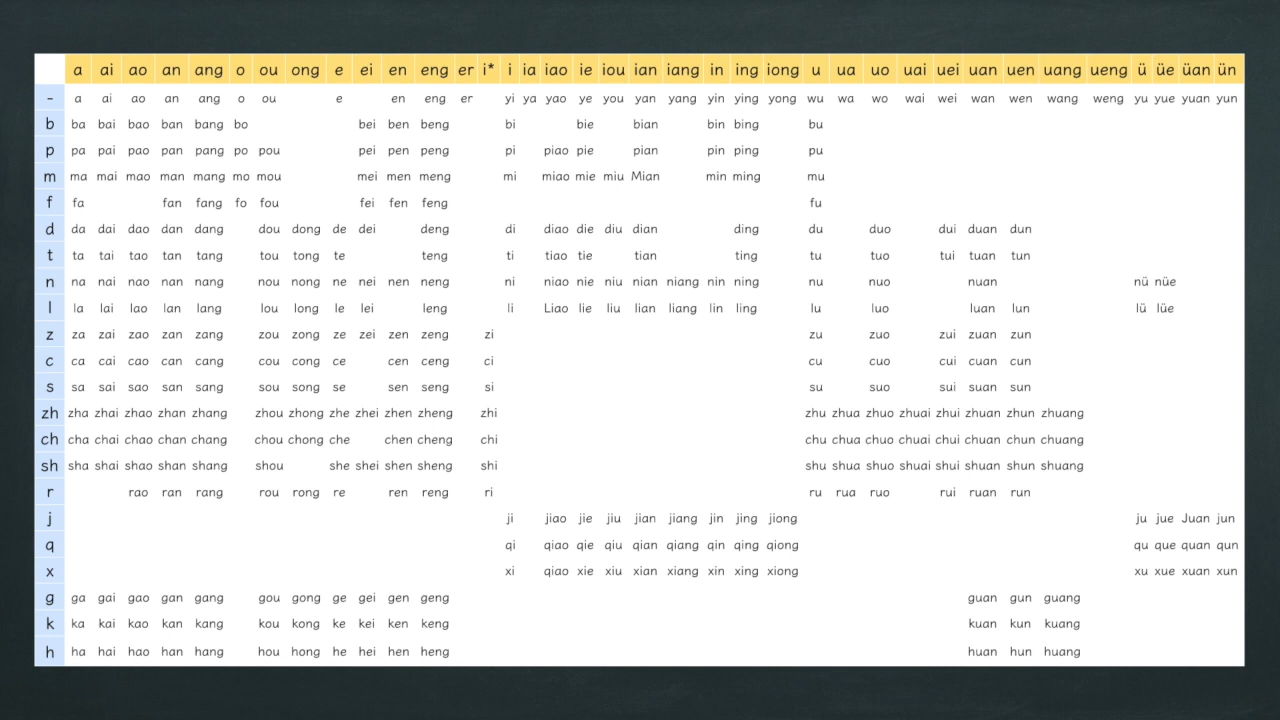 a ai ao an ang o ou ong e ei en eng er i* i ia iao ie iou ian iang in ing iong u ua uo uai uei uan uen uang ueng ü üe üan ün
- a ai ao an ang o ou e en eng er yi ya yao ye you yan yang yin ying yong wu wa wo wai wei wan wen wang weng yu yue yuan yun
b ba bai bao ban bang bo bei ben beng bi bie bian bin bing bu
p pa pai pao pan pang po pou pei pen peng pi piao pie pian pin ping pu
m ma mai mao man mang mo mou mei men meng mi miao mie miu Mian min ming mu
f fa fan fang fo fou fei fen feng fu
d da dai dao dan dang dou dong de dei deng di diao die diu dian ding du duo dui duan dun
t ta tai tao tan tang tou tong te teng ti tiao tie tian ting tu tuo tui tuan tun
n na nai nao nan nang nou nong ne nei nen neng ni niao nie niu nian niang nin ning nu nuo nuan nü nüe
l la lai lao lan lang lou long le lei leng li Liao lie liu lian liang lin ling lu luo luan lun lü lüe
z za zai zao zan zang zou zong ze zei zen zeng zi zu zuo zui zuan zun
c ca cai cao can cang cou cong ce cen ceng ci cu cuo cui cuan cun
s sa sai sao san sang sou song se sen seng si su suo sui suan sun
zh zha zhai zhao zhan zhang zhou zhong zhe zhei zhen zheng zhi zhu zhua zhuo zhuai zhui zhuan zhun zhuang
ch cha chai chao chan chang chou chong che chen cheng chi chu chua chuo chuai chui chuan chun chuang
sh sha shai shao shan shang shou she shei shen sheng shi shu shua shuo shuai shui shuan shun shuang
r rao ran rang rou rong re ren reng ri ru rua ruo rui ruan run
j ji jiao jie jiu jian jiang jin jing jiong ju jue Juan jun
q qi qiao qie qiu qian qiang qin qing qiong qu que quan qun
x xi qiao xie xiu xian xiang xin xing xiong xu xue xuan xun
g ga gai gao gan gang gou gong ge gei gen geng guan gun guang
k ka kai kao kan kang kou kong ke kei ken keng kuan kun kuang
h ha hai hao han hang hou hong he hei hen heng huan hun huang